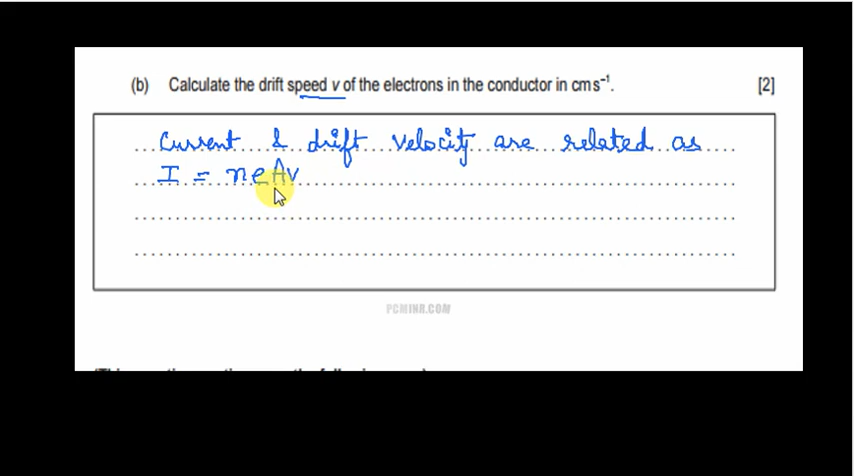 (b) Calculate the drift speed v of the electrons in the conductor in cm s⁻¹. [2]
Current & drift velocity are related as
I = neAv
PCMINR.COM